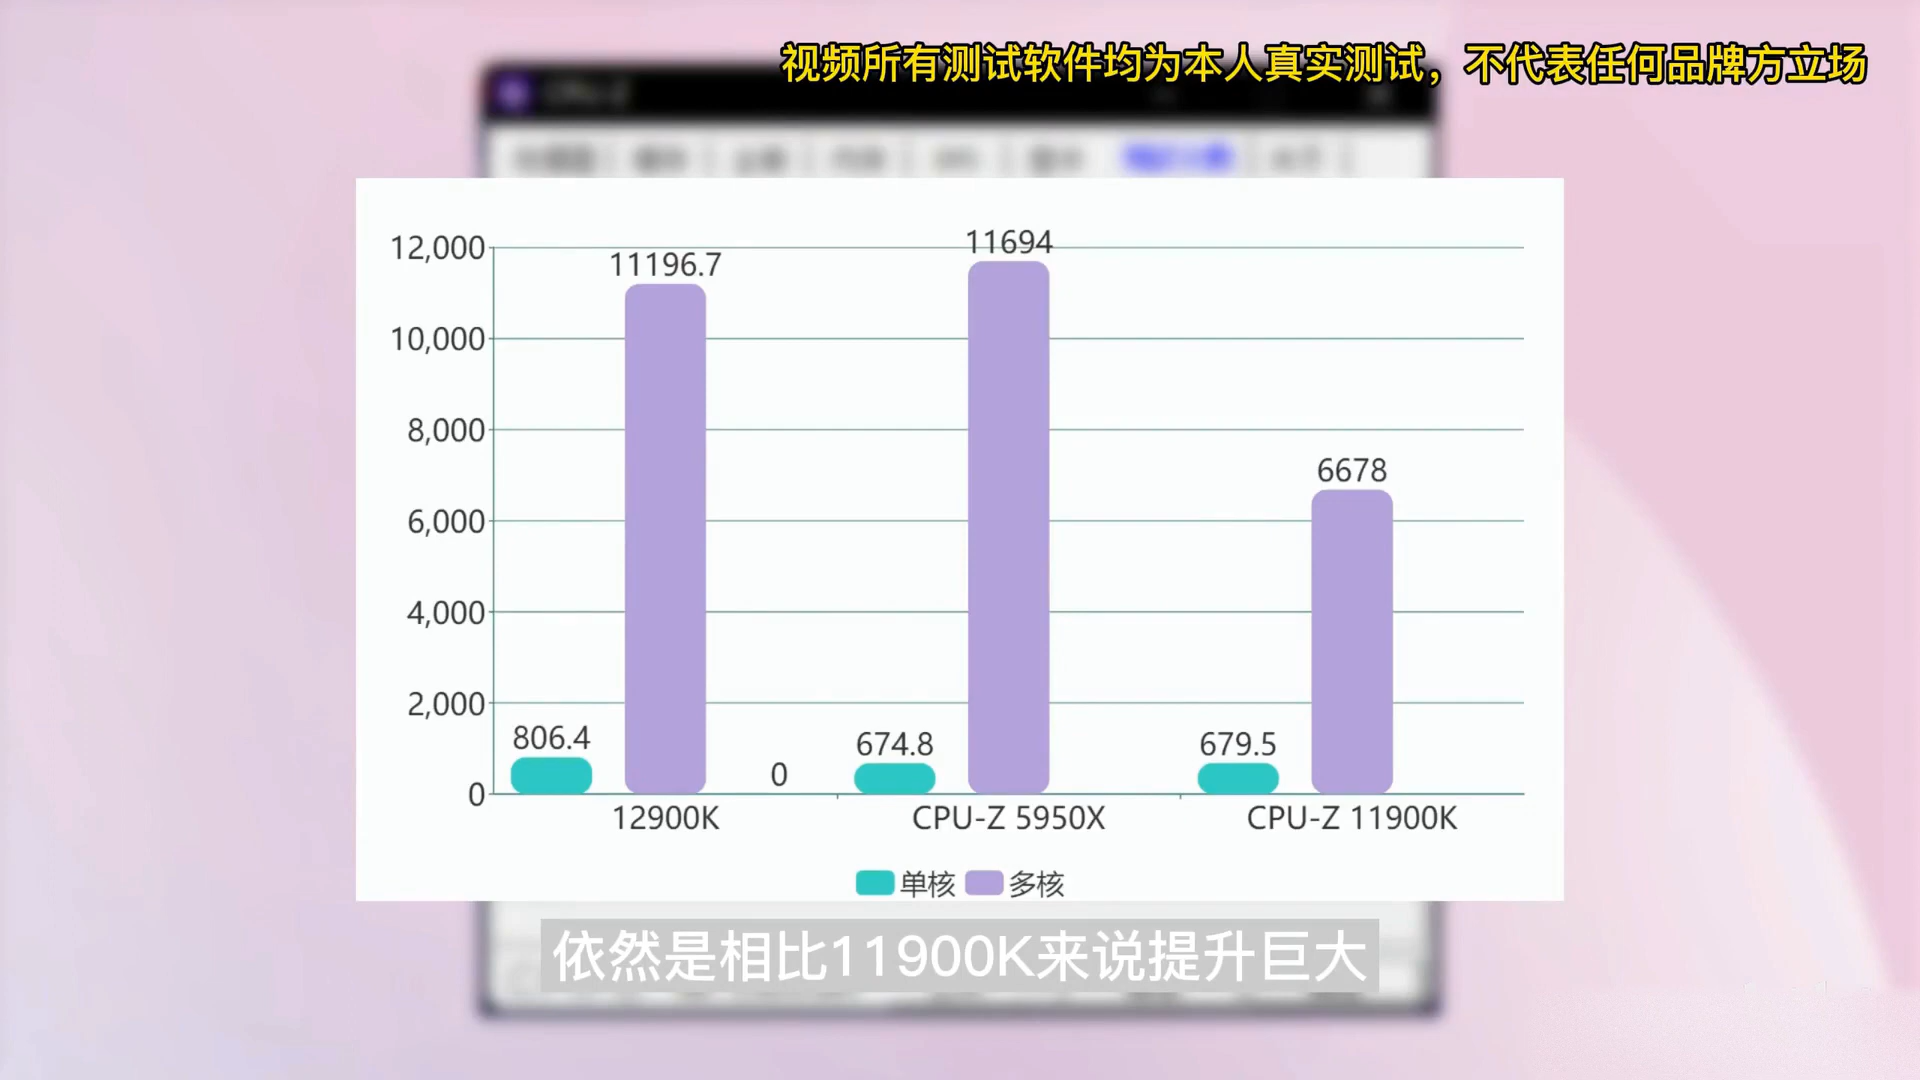 视频所有测试软件均为本人真实测试，不代表任何品牌方立场
CPU-Z
12,000
10,000
8,000
6,000
4,000
2,000
0
806.4
11196.7
0
674.8
11694
679.5
6678
12900K
CPU-Z 5950X
CPU-Z 11900K
单核
多核
依然是相比11900K来说提升巨大